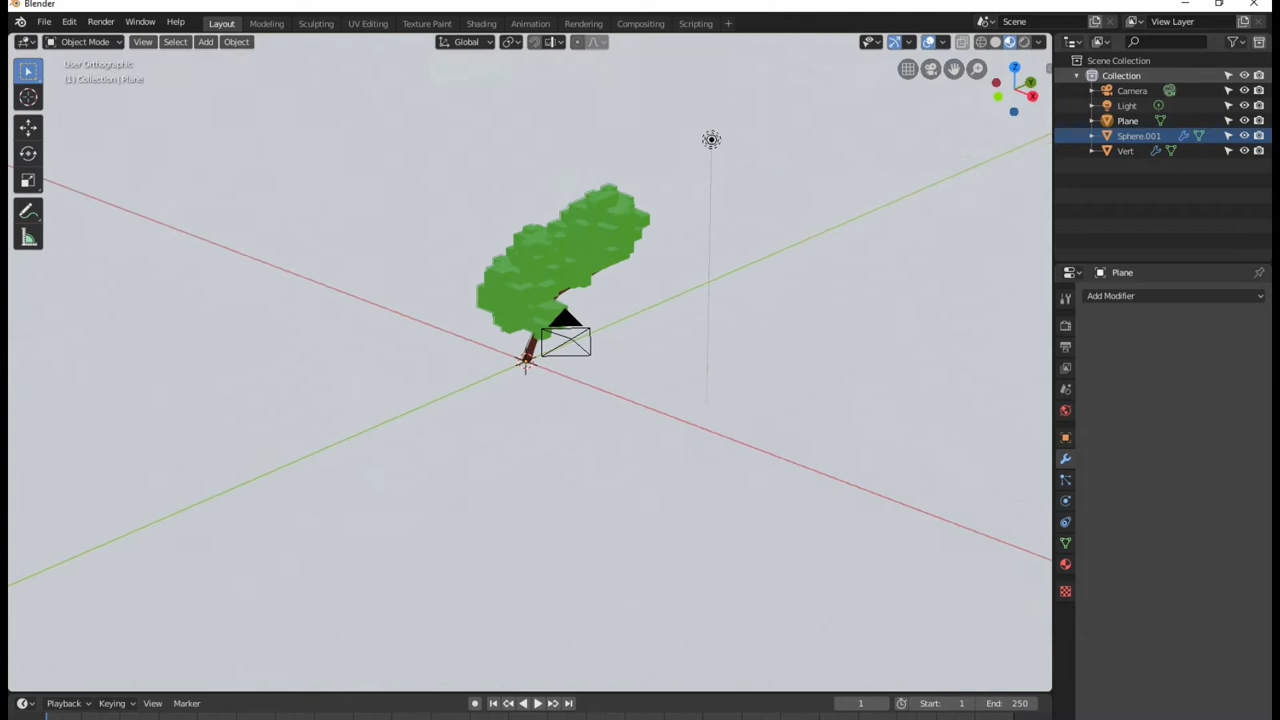 Blender
File Edit Render Window Help Layout Modeling Sculpting UV Editing Texture Paint Shading Animation Rendering Compositing Scripting + Scene View Layer
Object Mode View Select Add Object Global
User Orthographic
(1) Collection | Plane
Z
Y
X
Scene Collection
Collection
Camera
Light
Plane
Sphere.001
Vert
Plane
Add Modifier
Playback Keying View Marker 1 Start: 1 End: 250